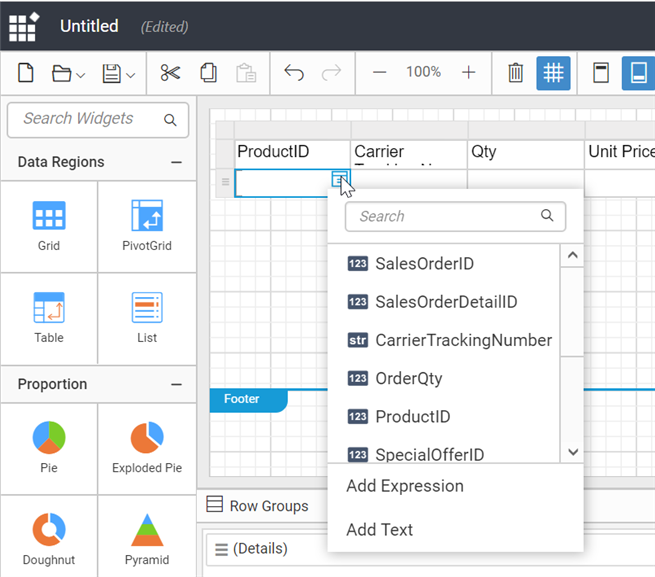 Untitled (Edited)
100%
Search Widgets
Data Regions
Grid
PivotGrid
Table
List
Proportion
Pie
Exploded Pie
Doughnut
Pyramid
ProductID
Carrier
Qty
Unit Price
Search
123 SalesOrderID
123 SalesOrderDetailID
str CarrierTrackingNumber
123 OrderQty
123 ProductID
123 SpecialOfferID
Add Expression
Add Text
Footer
Row Groups
(Details)